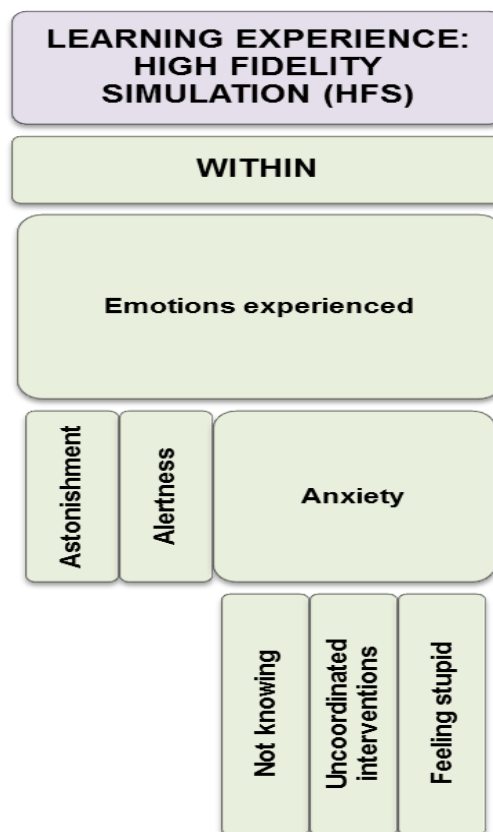 LEARNING EXPERIENCE:
HIGH FIDELITY
SIMULATION (HFS)
WITHIN
Emotions experienced
Astonishment
Alertness
Anxiety
Not knowing
Uncoordinated
interventions
Feeling stupid